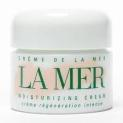 CRÈME DE LA MER
LA MER
MOISTURIZING CREAM
crème régénération intense